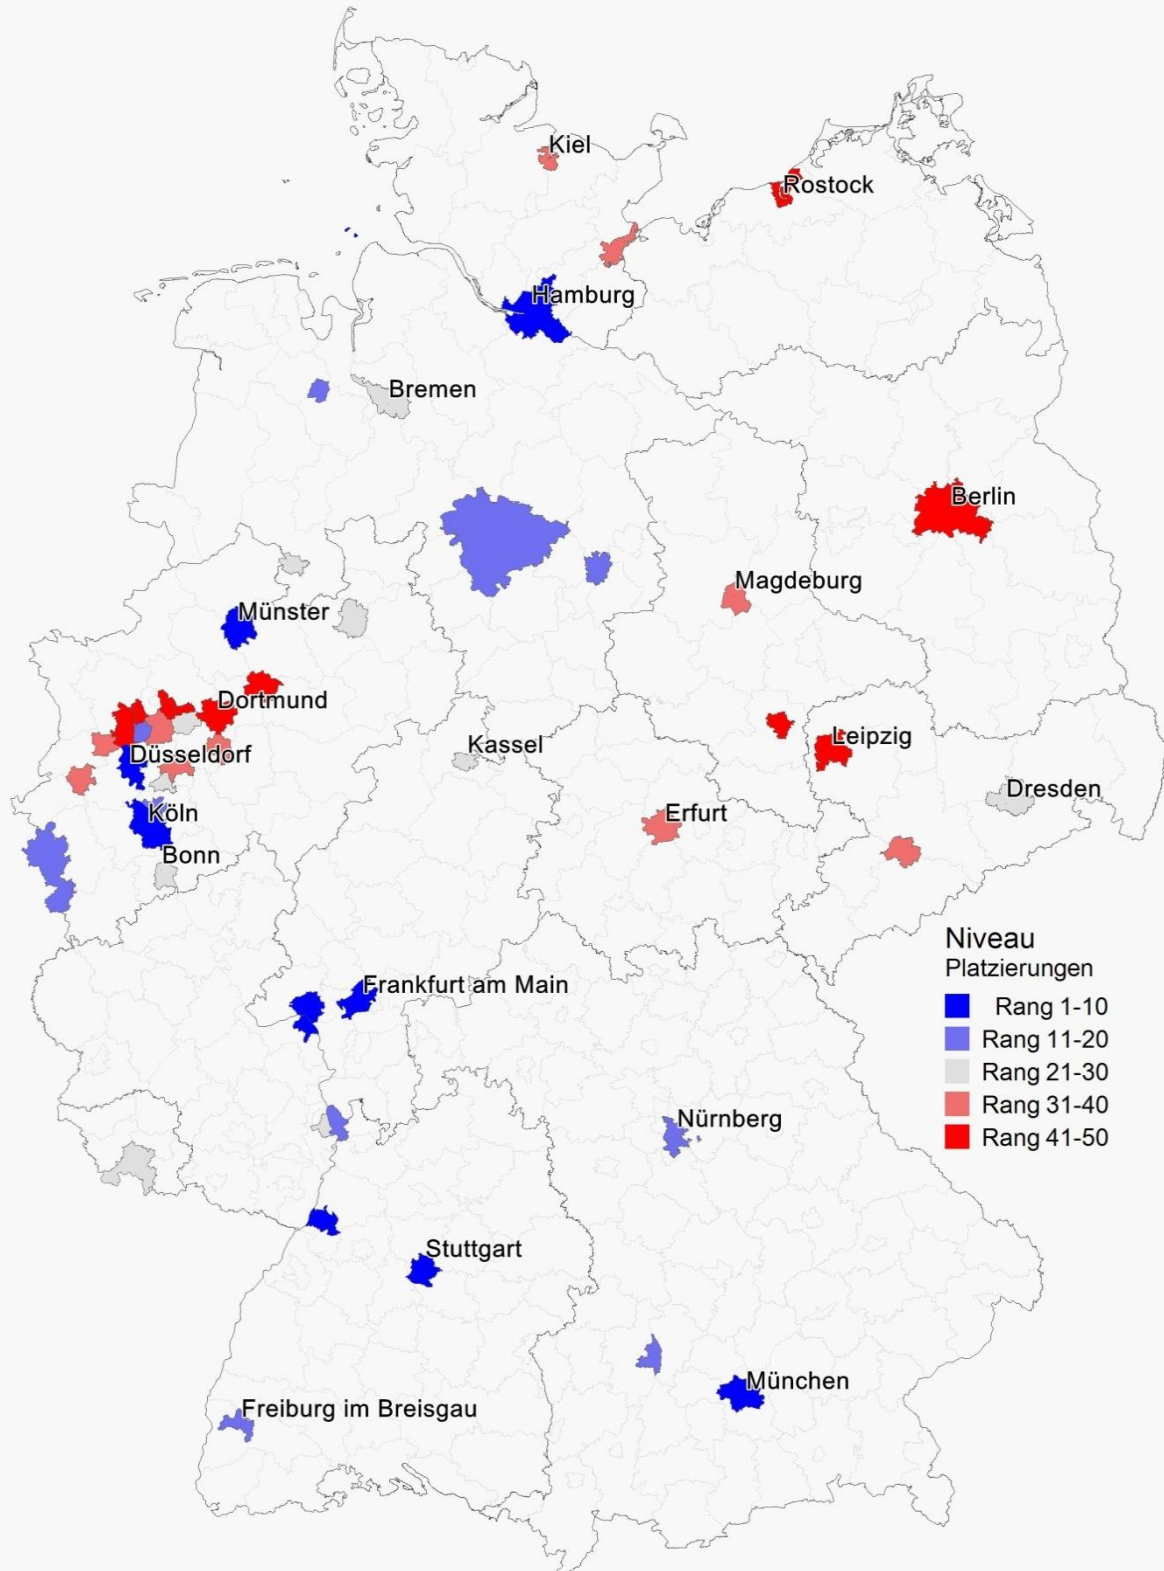 Kiel
Rostock
Hamburg
Bremen
Berlin
Magdeburg
Münster
Dortmund
Düsseldorf
Kassel
Leipzig
Dresden
Köln
Erfurt
Bonn
Niveau
Platzierungen
Rang 1-10
Rang 11-20
Rang 21-30
Rang 31-40
Rang 41-50
Frankfurt am Main
Nürnberg
Stuttgart
München
Freiburg im Breisgau